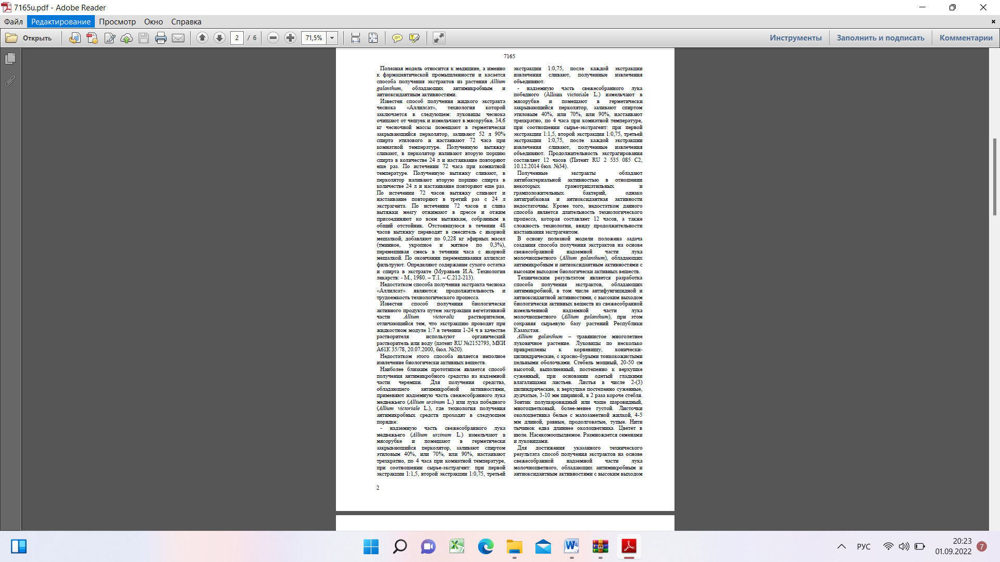 7165u.pdf - Adobe Reader
Файл Редактирование Просмотр Окно Справка
Открыть 2 / 6 71,5% Инструменты Заполнить и подписать Комментарии
7165
Полезная модель относится к медицине, а именно
к фармацевтической промышленности и касается
способа получения экстрактов из растения Allium
galanthum, обладающих антимикробным и
антиоксидантным активностями.
Известен способ получения жидкого экстракта
чеснока «Аллилсат», технология которой
заключается в следующем: луковицы чеснока
очищают от чешуек и измельчают в мясорубке. 34,6
кг чесночной массы помещают в герметически
закрывающийся перколятор, заливают 52 л 90%
спирта этилового и настаивают 72 часа при
комнатной температуре. Полученную вытяжку
сливают, в перколятор наливают вторую порцию
спирта в количестве 24 л и настаивание повторяют
еще раз. По истечении 72 часа при комнатной
температуре. Полученную вытяжку сливают, в
перколятор наливают вторую порцию спирта в
количестве 24 л и настаивание повторяют еще раз.
По истечении 72 часов вытяжку сливают и
настаивание повторяют в третий раз с 24 л
экстрагента. По истечении 72 часов и слива
вытяжки мезгу отжимают в прессе и отжим
присоединяют ко всем вытяжкам, собранным в
общий отстойник. Отстоявшуюся в течении 48
часов вытяжку переводят в смеситель с якорной
мешалкой, добавляют по 0,228 кг эфирных масел
(тминное, укропное и мятное по 0,3%),
перемешивая смесь в течении часа с якорной
мешалкой. По окончании перемешивания аллилсат
фильтруют. Определяют содержание сухого остатка
и спирта в экстракте (Муравьев И.А. Технология
лекарств: - М., 1980. – Т.1. – С.212-213).
Недостатком способа получения экстракта чеснока
«Аллилсат» являются: продолжительность и
трудоемкость технологического процесса.
Известен способ получения биологически
активного продукта путем экстракции вегетативной
части Allium victoralis растворителем,
отличающийся тем, что экстракцию проводят при
жидкостном модуле 1:7 в течении 1-24 ч в качестве
растворителя используют органический
растворитель или воду (патент RU №2152793, МКИ
А61К 35/78, 20.07.2000, бюл. №20).
Недостатком этого способа является неполное
извлечение биологически активных веществ.
Наиболее близким прототипом является способ
получения антимикробного средства из надземной
части черемши. Для получения средства,
обладающего антимикробной активностями,
применяют надземную часть свежесобранного лука
медвежьего (Allium ursinum L.) или лука победного
(Allium victoriale L.), где технология получения
антимикробных средств проходят в следующем
порядке:
- надземную часть свежесобранного лука
медвежьего (Allium ursinum L.) измельчают в
мясорубке и помещают в герметически
закрывающийся перколятор, заливают спиртом
этиловым 40%, или 70%, или 90%, настаивают
трехкратно, по 4 часа при комнатной температуре,
при соотношении сырье-экстрагент: при первой
экстракции 1:1,5, второй экстракции 1:0,75, третьей
экстракции 1:0,75, после каждой экстракции
извлечения сливают, полученные извлечения
объединяют.
- надземную часть свежесобранного лука
победного (Allium victoriale L.) измельчают в
мясорубке и помещают в герметически
закрывающийся перколятор, заливают спиртом
этиловым 40%, или 70%, или 90%, настаивают
трехкратно, по 4 часа при комнатной температуре,
при соотношении сырье-экстрагент: при первой
экстракции 1:1,5, второй экстракции 1:0,75, третьей
экстракции 1:0,75, после каждой экстракции
извлечения сливают, полученные извлечения
объединяют. Продолжительность экстрагирования
составляет 12 часов (Патент RU 2 535 085 С2,
10.12.2014 бюл. №34).
Полученные экстракты обладают
антибактериальной активностью в отношении
некоторых грамотрицатильных и
грамположительных бактерий, однако
антигрибковая и антиоксидантная активности
недостаточны. Кроме того, недостатком данного
способа является длительность технологического
процесса, которая составляет 12 часов, а также
сложность технологии, ввиду продолжительности
настаивания экстрагентом.
В основу полезной модели положена задача
создания способа получения экстрактов на основе
свежесобранной надземной части лука
молочноцветного (Allium galanthum), обладающих
антимикробным и антиоксидантным активностями с
высоким выходом биологически активных веществ.
Техническим результатом является разработка
способа получения экстрактов, обладающих
антимикробной, в том числе антифунгицидной и
антиоксидантной активностями, с высоким выходом
биологически активных веществ из свежесобранной
измельченной надземной части лука
молочноцветного (Allium galanthum), при этом
сохраняя сырьевую базу растений Республики
Казахстан.
Allium galanthum – травянистое многолетнее
луковичное растение. Луковицы по несколько
прикреплены к корневищу, конически-
цилиндрические, с красно-бурыми тонкокожистыми
цельными оболочками. Стебель мощный, 20-50 см
высотой, выполненный, постепенно к верхушке
суженный, при основании одетый гладкими
влагалищами листьев. Листья в числе 2-(3)
цилиндрические, к верхушке постепенно суженные,
дудчатые, 3-10 мм шириной, в 2 раза короче стебля.
Зонтик полушаровидный или чаще шаровидный,
многоцветковый, более-менее густой. Листочки
околоцветника белые с малозаметной жилкой, 4-5
мм длиной, равные, продолговатые, тупые. Нити
тычинок едва длиннее околоцветника. Цветет в
июле. Насекомоопыляемое. Размножается семенами
и луковицами.
Для достижения указанного технического
результата способ получения экстрактов на основе
свежесобранной надземной части лука
молочноцветного, обладающих антимикробным и
антиоксидантным активностями с высоким выходом
2
РУС
20:23
01.09.2022
7